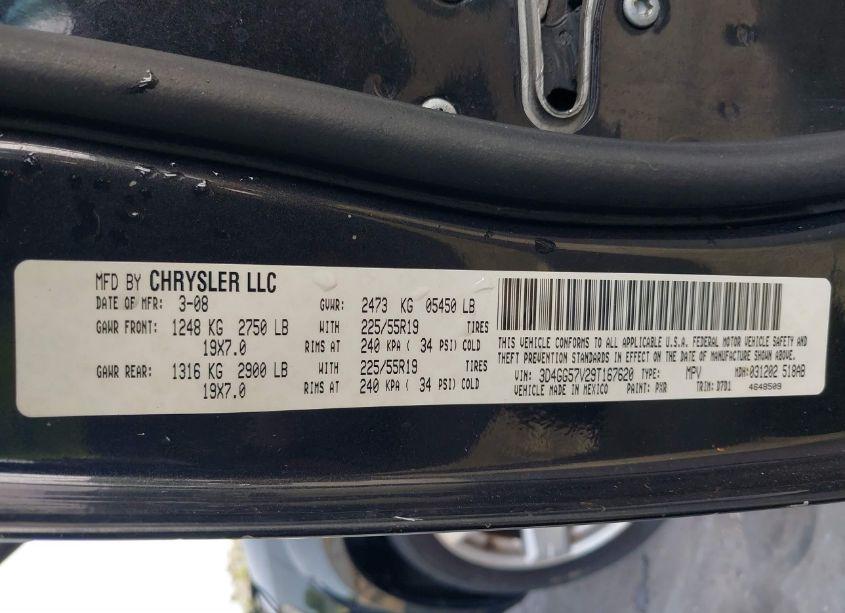 MFD BY CHRYSLER LLC
DATE OF MFR: 3-08 GVWR: 2473 KG 05450 LB
GAWR FRONT: 1248 KG 2750 LB WITH 225/55R19 TIRES
19X7.0 RIMS AT 240 KPA ( 34 PSI) COLD
GAWR REAR: 1316 KG 2900 LB WITH 225/55R19 TIRES
19X7.0 RIMS AT 240 KPA ( 34 PSI) COLD
THIS VEHICLE CONFORMS TO ALL APPLICABLE U.S.A. FEDERAL MOTOR VEHICLE SAFETY AND
THEFT PREVENTION STANDARDS IN EFFECT ON THE DATE OF MANUFACTURE SHOWN ABOVE.
VIN: 3D4GG57V29T167620 TYPE: MPV MDH: 031202 518AB
VEHICLE MADE IN MEXICO PAINT: PXR TRIM: D7D1 4648509